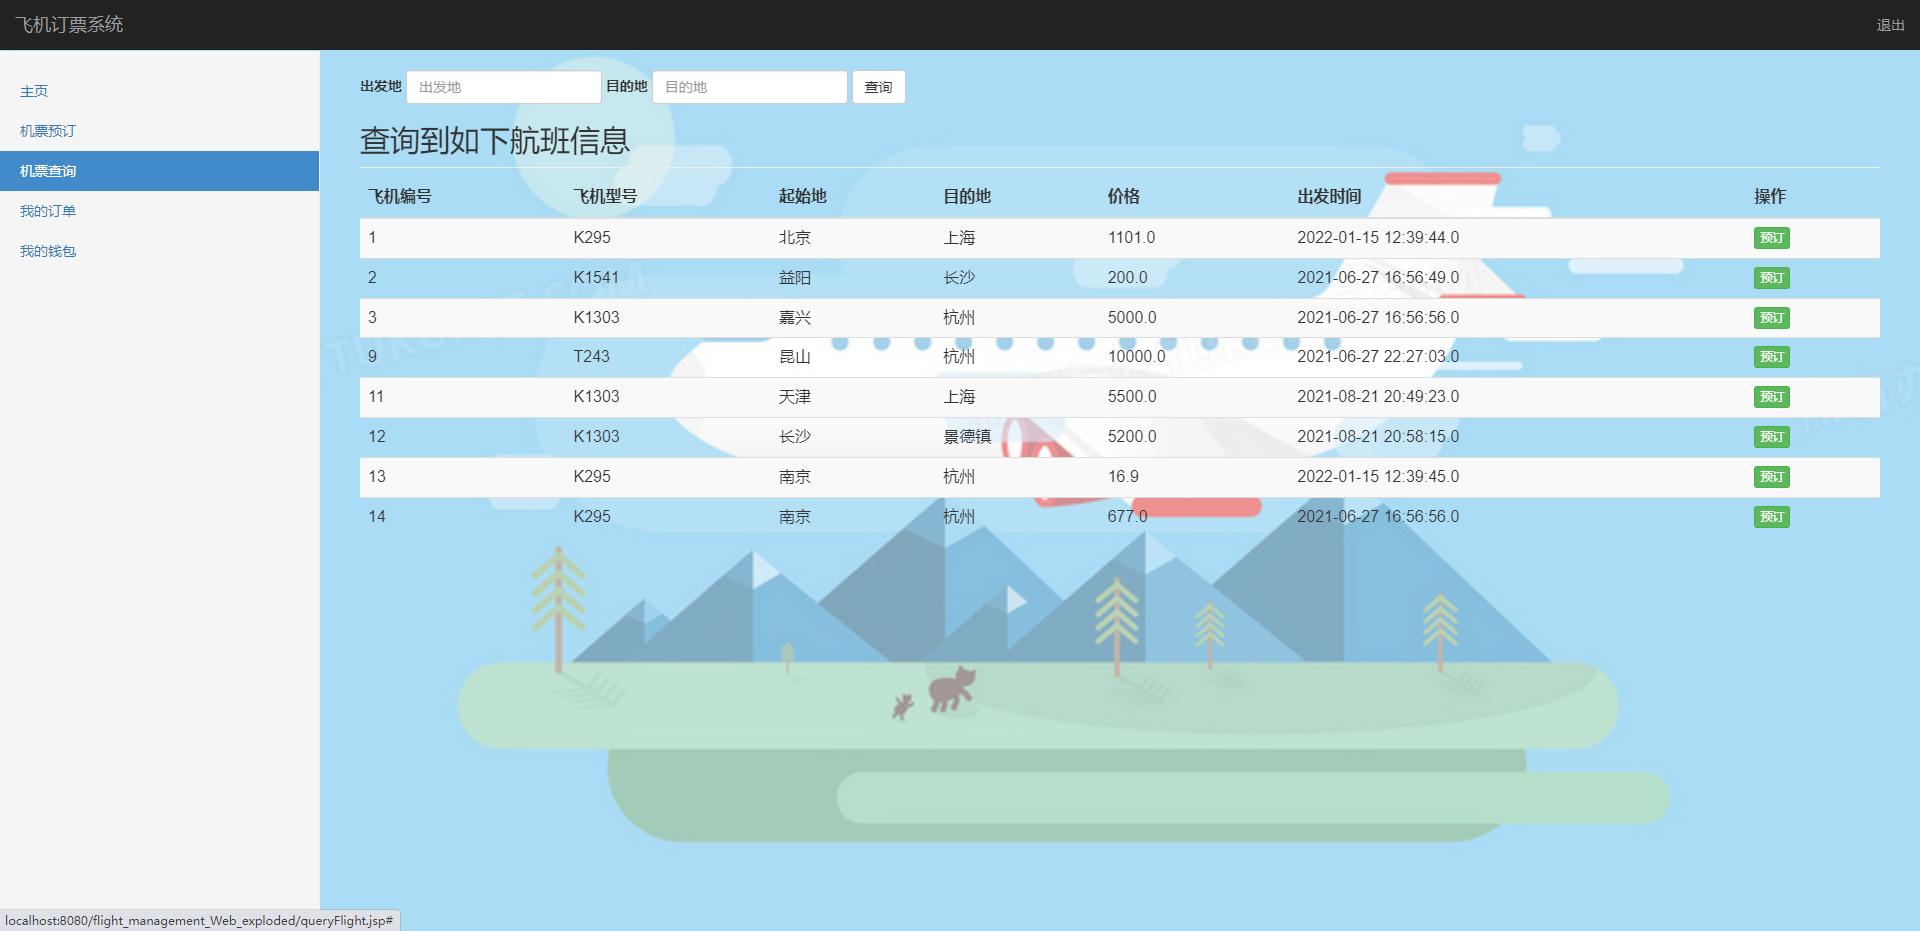 飞机订票系统 退出
主页
机票预订
机票查询
我的订单
我的钱包
出发地 出发地 目的地 目的地 查询
查询到如下航班信息
飞机编号 飞机型号 起始地 目的地 价格 出发时间 操作
1 K295 北京 上海 1101.0 2022-01-15 12:39:44.0 预订
2 K1541 益阳 长沙 200.0 2021-06-27 16:56:49.0 预订
3 K1303 嘉兴 杭州 5000.0 2021-06-27 16:56:56.0 预订
9 T243 昆山 杭州 10000.0 2021-06-27 22:27:03.0 预订
11 K1303 天津 上海 5500.0 2021-08-21 20:49:23.0 预订
12 K1303 长沙 景德镇 5200.0 2021-08-21 20:58:15.0 预订
13 K295 南京 杭州 16.9 2022-01-15 12:39:45.0 预订
14 K295 南京 杭州 677.0 2021-06-27 16:56:56.0 预订
localhost:8080/flight_management_Web_exploded/queryFlight.jsp#